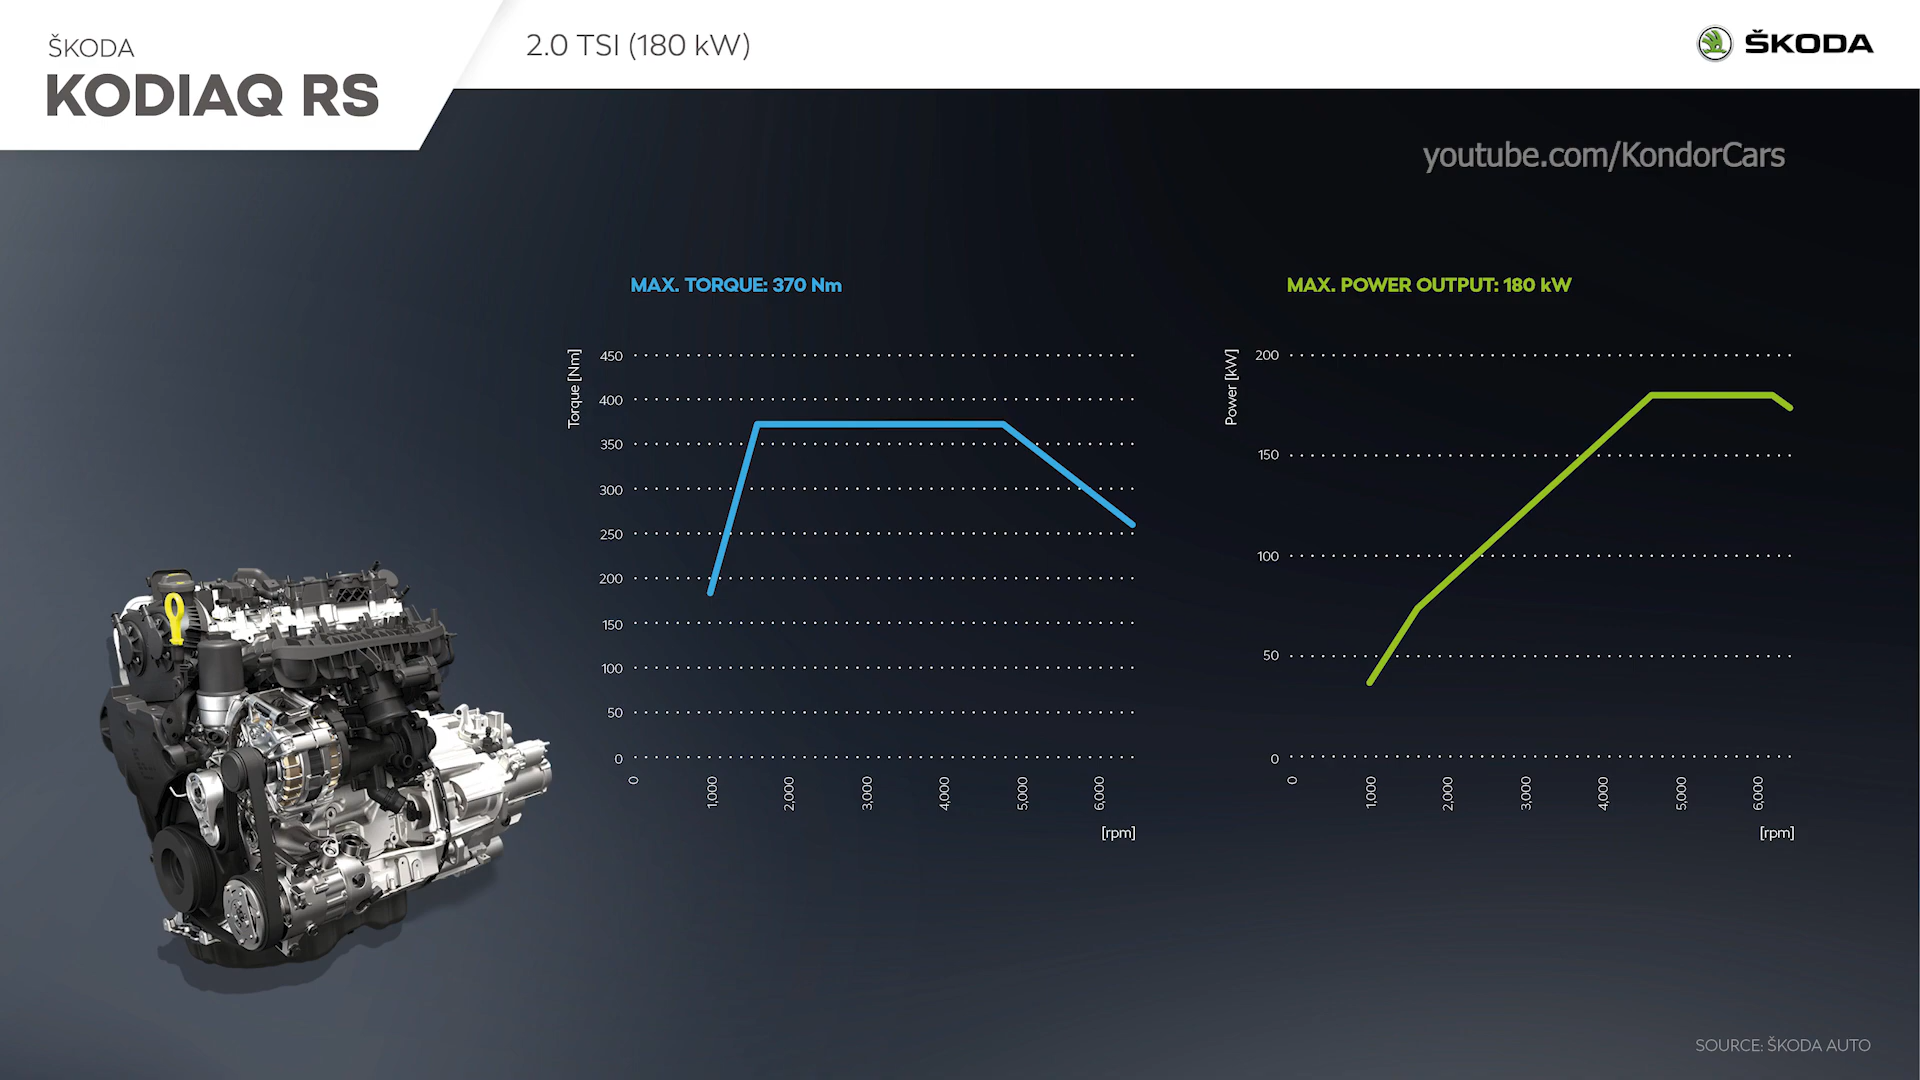 ŠKODA
KODIAQ RS
2.0 TSI (180 kW)
ŠKODA
youtube.com/KondorCars
MAX. TORQUE: 370 Nm
Torque [Nm]
450
400
350
300
250
200
150
100
50
0
0 1,000 2,000 3,000 4,000 5,000 6,000
[rpm]
MAX. POWER OUTPUT: 180 kW
Power [kW]
200
150
100
50
0
0 1,000 2,000 3,000 4,000 5,000 6,000
[rpm]
SOURCE: ŠKODA AUTO